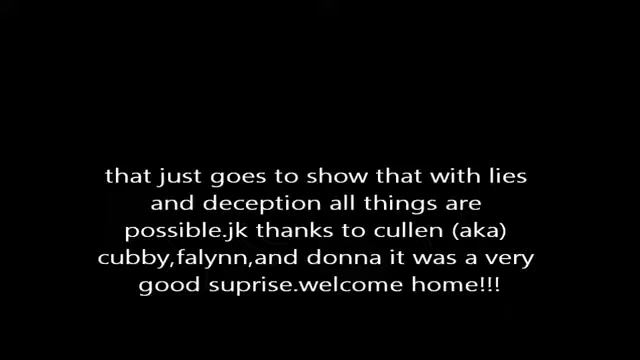 that just goes to show that with lies
and deception all things are
possible.jk thanks to cullen (aka)
cubby,falynn,and donna it was a very
good suprise.welcome home!!!